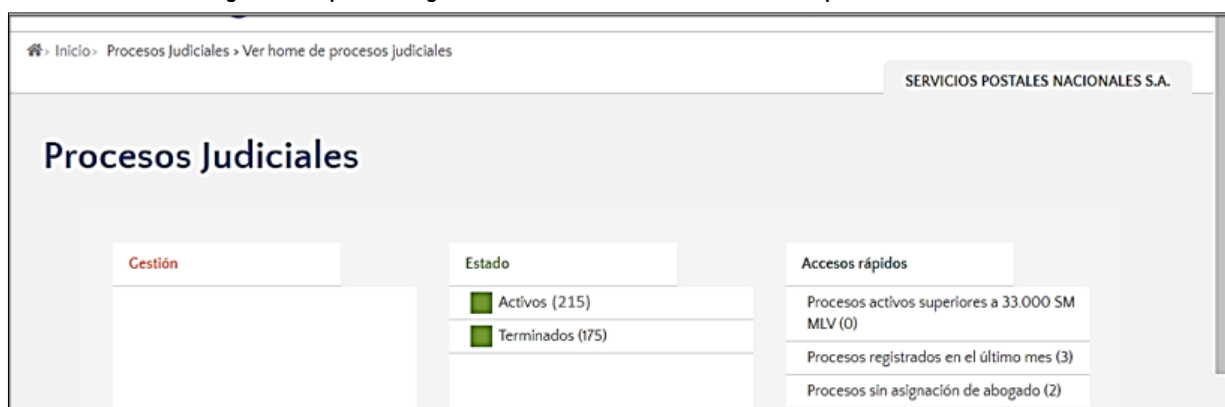 > Inicio> Procesos Judiciales > Ver home de procesos judiciales
SERVICIOS POSTALES NACIONALES S.A.
Procesos Judiciales
Gestión
Estado
Activos (215)
Terminados (175)
Accesos rápidos
Procesos activos superiores a 33.000 SM
MLV (0)
Procesos registrados en el último mes (3)
Procesos sin asignación de abogado (2)